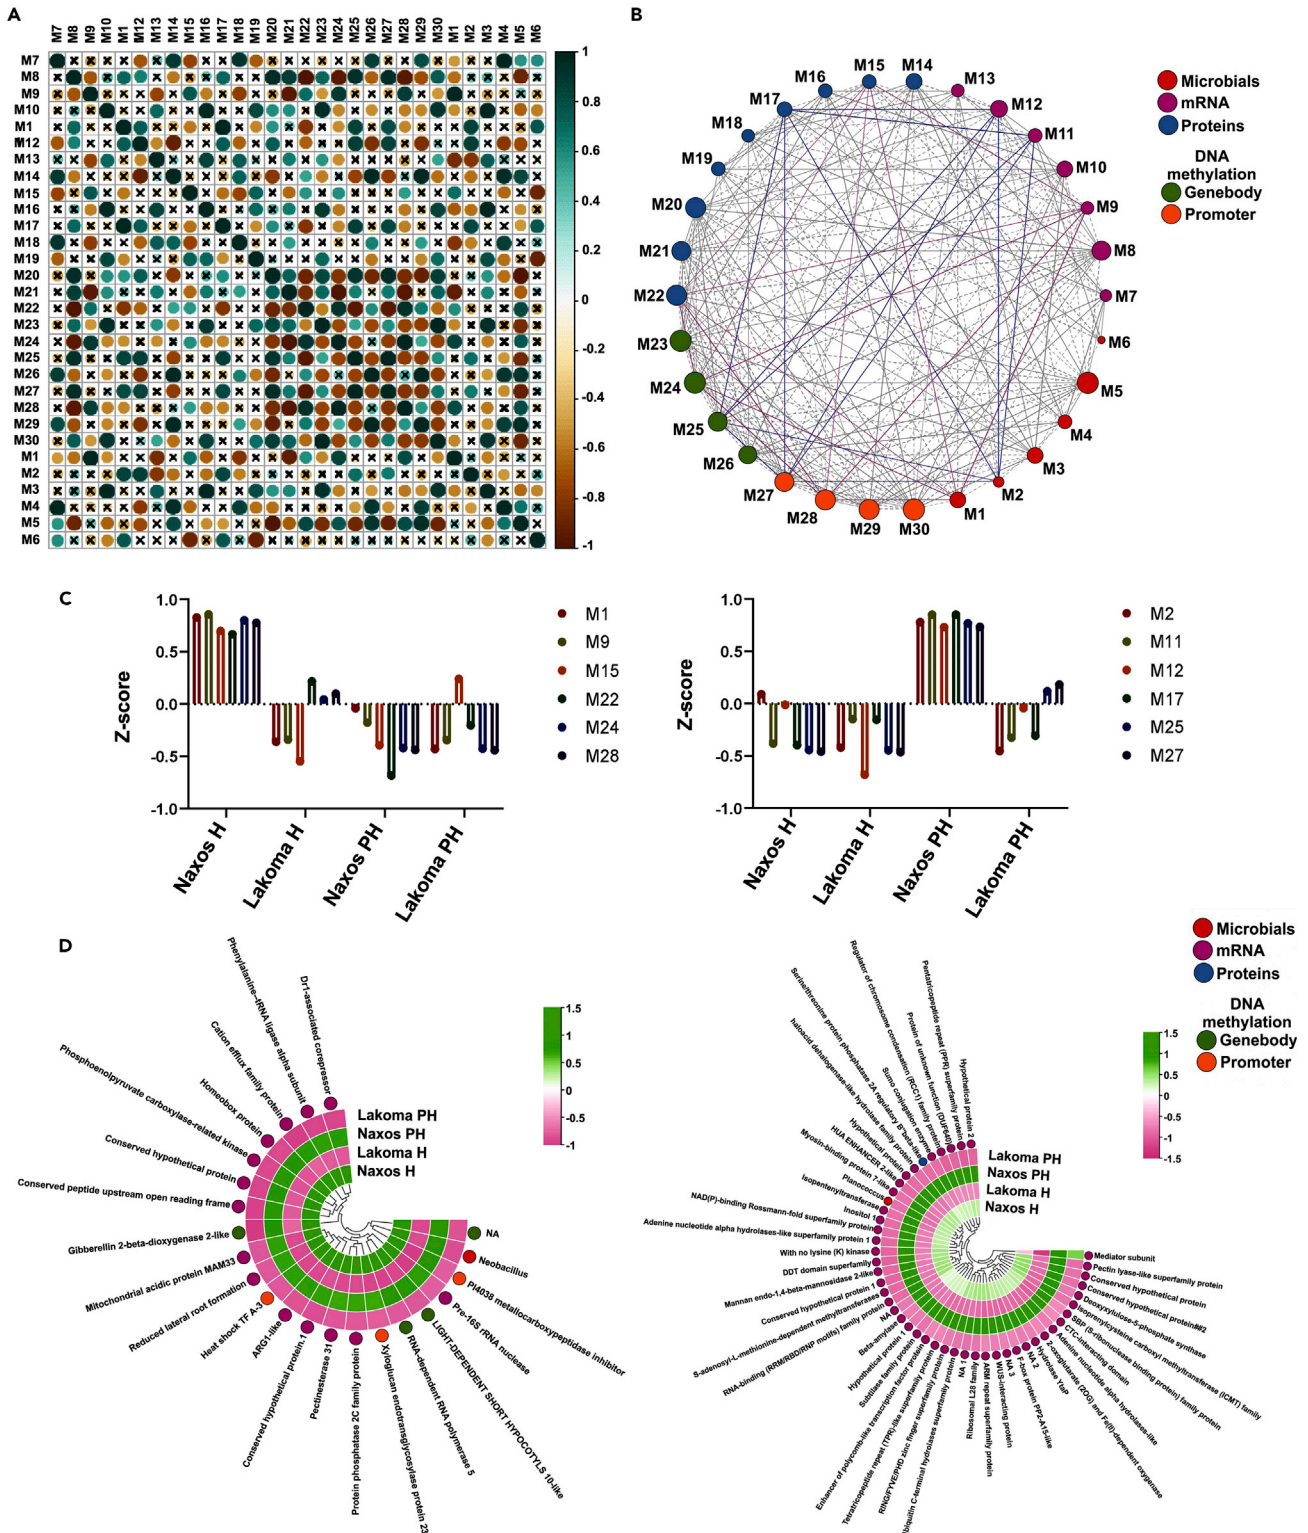 A
M7 M8 M9 M10 M1 M12 M13 M14 M15 M16 M17 M18 M19 M20 M21 M22 M23 M24 M25 M26 M27 M28 M29 M30 M1 M2 M3 M4 M5 M6
M7
M8
M9
M10
M1
M12
M13
M14
M15
M16
M17
M18
M19
M20
M21
M22
M23
M24
M25
M26
M27
M28
M29
M30
M1
M2
M3
M4
M5
M6
1
0.8
0.6
0.4
0.2
0
-0.2
-0.4
-0.6
-0.8
-1
B
M15
M14
M13
M12
M11
M10
M9
M8
M7
M6
M5
M4
M3
M2
M1
M30
M29
M28
M27
M26
M25
M24
M23
M22
M21
M20
M19
M18
M17
M16
Microbials
mRNA
Proteins
DNA
methylation
Genebody
Promoter
C
Z-score
1.0
0.5
0.0
-0.5
-1.0
Naxos H
Lakoma H
Naxos PH
Lakoma PH
M1
M9
M15
M22
M24
M28
Z-score
1.0
0.5
0.0
-0.5
-1.0
Naxos H
Lakoma H
Naxos PH
Lakoma PH
M2
M11
M12
M17
M25
M27
D
Dr1-associated corepressor
Phenylalanine–tRNA ligase alpha subunit
Cation efflux family protein
Homeobox protein
Phosphoenolpyruvate carboxylase-related kinase
Conserved hypothetical protein
Conserved peptide upstream open reading frame
Gibberellin 2-beta-dioxygenase 2-like
Mitochondrial acidic protein MAM33
Reduced lateral root formation
Heat shock TF A-3
ARG1-like
Conserved hypothetical protein.1
Pectinesterase 31
Protein phosphatase 2C family protein
Xyloglucan endotransglycosylase protein 23
RNA-dependent RNA polymerase 5
LIGHT-DEPENDENT SHORT HYPOCOTYLS 10-like
Pre-16S rRNA nuclease
PI4038 metallocarboxypeptidase inhibitor
Neobacillus
NA
Lakoma PH
Naxos PH
Lakoma H
Naxos H
1.5
1
0.5
0
-0.5
-1
Hypothetical protein 2
Pentatricopeptide repeat (PPR) superfamily protein
Protein of unknown function (DUF640)
Regulator of chromosome condensation (RCC1) family protein
Sumo conjugation enzyme
Serine/threonine protein phosphatase 2A regulatory B"beta-like
haloacid dehalogenase-like hydrolase family protein
Hypothetical protein
HUA ENHANCER 2-like
Myosin-binding protein 7-like
Planococcus
Isopentenyltransferase
Inositol 1
NAD(P)-binding Rossmann-fold superfamily protein
Adenine nucleotide alpha hydrolases-like superfamily protein 1
With no lysine (K) kinase
DDT domain superfamily
Mannan endo-1,4-beta-mannosidase 2-like
Conserved hypothetical protein 1
S-adenosyl-L-methionine-dependent methyltransferases
RNA-binding (RRM/RBD/RNP motifs) family protein
NA
Beta-amylase
Hypothetical protein 1
Subtilase family protein
Enhancer of polycomb-like transcription factor protein
Tetratricopeptide repeat (TPR)-like superfamily protein
RING/FYVE/PHD zinc finger superfamily protein
Ubiquitin C-terminal hydrolases superfamily protein
NA 1
Ribosomal L28 family
ARM repeat superfamily protein
WUS-interacting protein
NA 3
F-box protein PP2-A15-like
NA 2
Hydrolase YtaP
2-oxoglutarate (2OG) and Fe(II)-dependent oxygenase
Adenine nucleotide alpha hydrolases-like
CTC-interacting domain
SBP (S-ribonuclease binding protein) family protein
Isoprenylcysteine carboxyl methyltransferase (ICMT) family
Deoxyxylulose-5-phosphate synthase
Conserved hypothetical protein##2
Conserved hypothetical protein
Pectin lyase-like superfamily protein
Mediator subunit
Lakoma PH
Naxos PH
Lakoma H
Naxos H
1.5
1
0.5
0
-0.5
-1
-1.5
Microbials
mRNA
Proteins
DNA
methylation
Genebody
Promoter